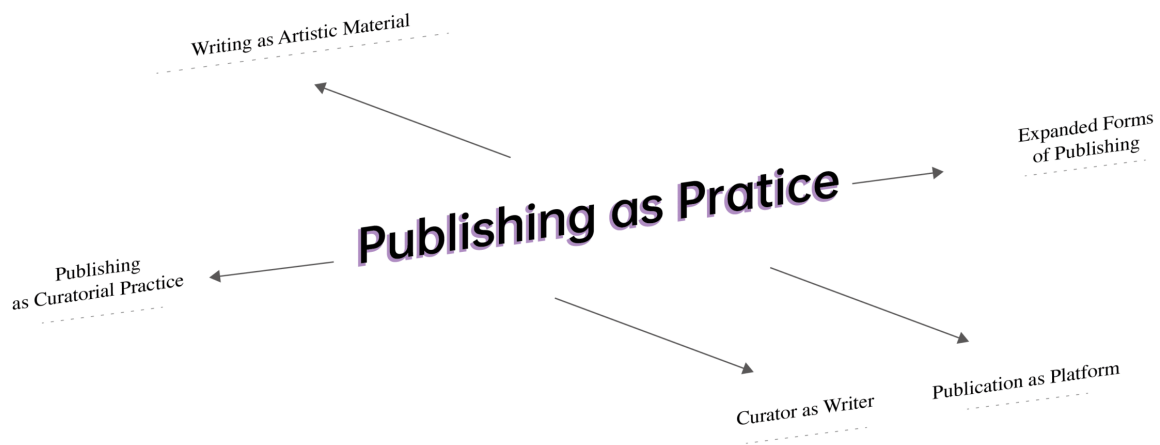 Writing as Artistic Material
Expanded Forms
of Publishing
Publishing as Pratice
Publishing
as Curatorial Practice
Publication as Platform
Curator as Writer